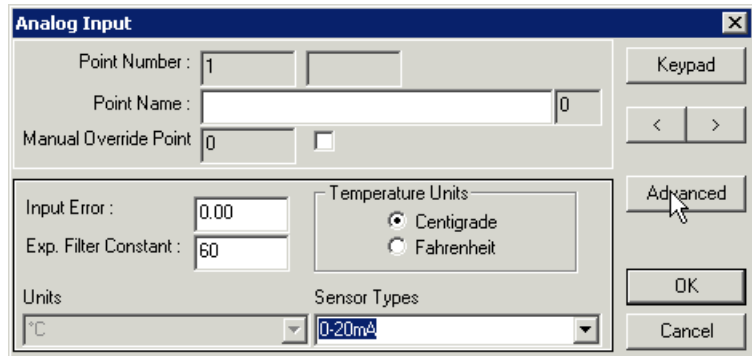 Analog Input
Point Number : 1
Keypad
Point Name : 0
< >
Manual Override Point 0
Advanced
Temperature Units
Input Error : 0.00
Centigrade
Exp. Filter Constant : 60
Fahrenheit
OK
Units Sensor Types
°C 0-20mA
Cancel